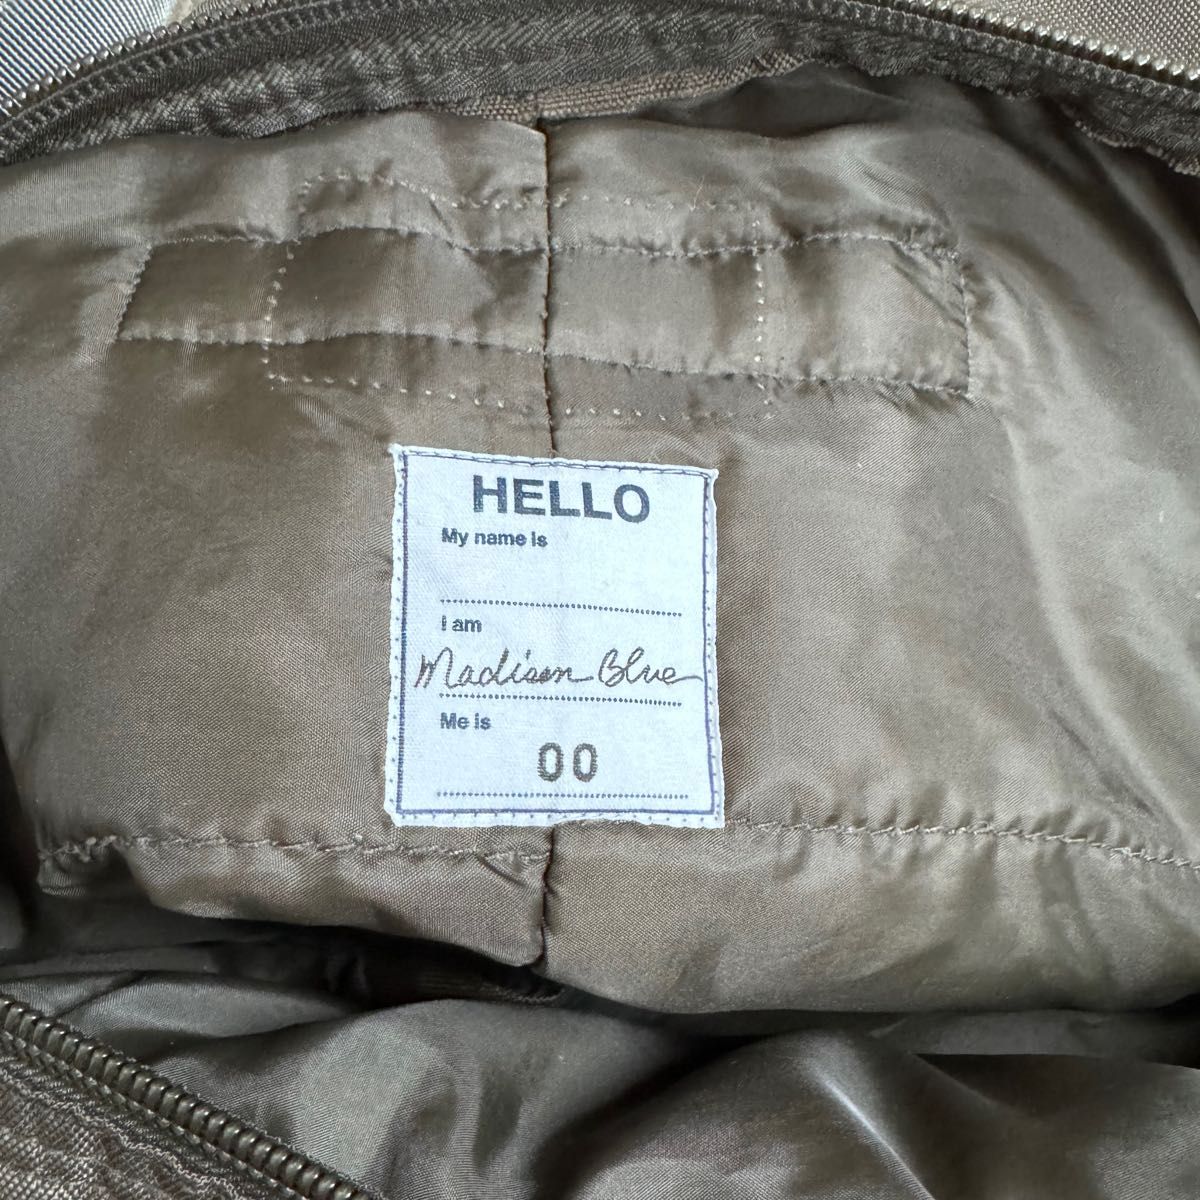 HELLO
My name is
I am
Madison Blue
Me is
00